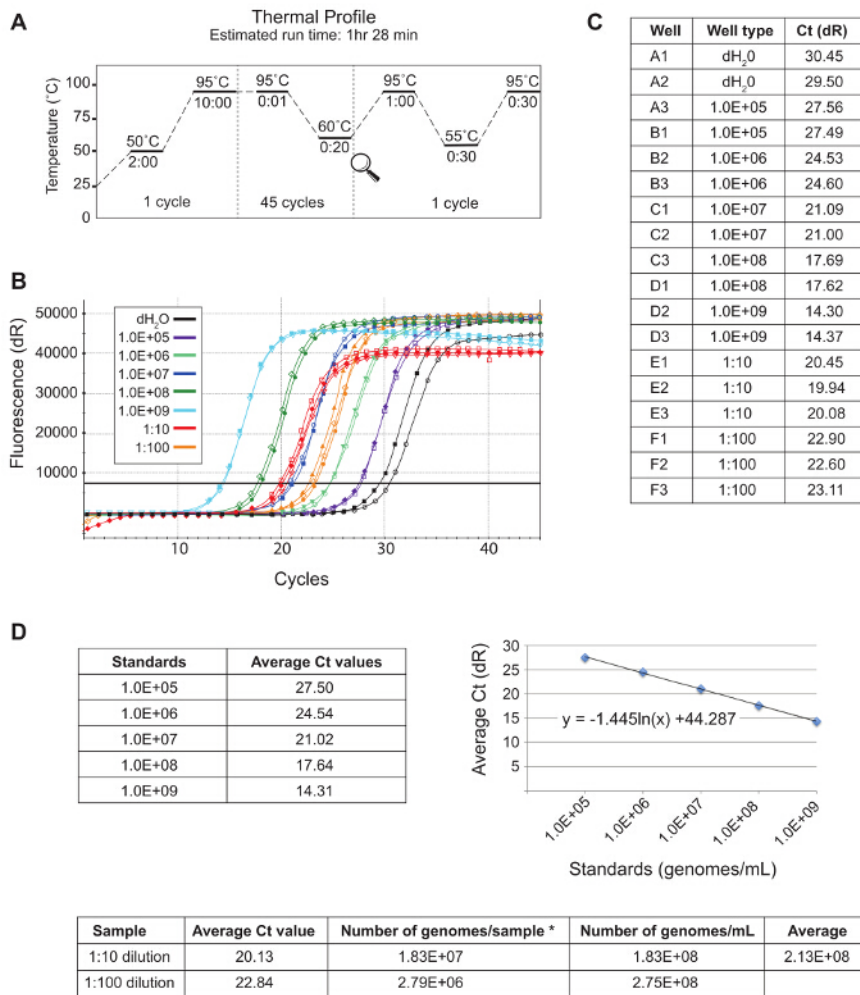 A
Thermal Profile
Estimated run time: 1hr 28 min
Temperature (˚C)
100
75
50
25
0
50˚C
2:00
95˚C
10:00
95˚C
0:01
60˚C
0:20
95˚C
1:00
55˚C
0:30
95˚C
0:30
1 cycle
45 cycles
1 cycle
B
Fluorescence (dR)
50000
40000
30000
20000
10000
dH₂O
1.0E+05
1.0E+06
1.0E+07
1.0E+08
1.0E+09
1:10
1:100
10
20
30
40
Cycles
C
Well Well type Ct (dR)
A1 dH₂0 30.45
A2 dH₂0 29.50
A3 1.0E+05 27.56
B1 1.0E+05 27.49
B2 1.0E+06 24.53
B3 1.0E+06 24.60
C1 1.0E+07 21.09
C2 1.0E+07 21.00
C3 1.0E+08 17.69
D1 1.0E+08 17.62
D2 1.0E+09 14.30
D3 1.0E+09 14.37
E1 1:10 20.45
E2 1:10 19.94
E3 1:10 20.08
F1 1:100 22.90
F2 1:100 22.60
F3 1:100 23.11
D
Standards Average Ct values
1.0E+05 27.50
1.0E+06 24.54
1.0E+07 21.02
1.0E+08 17.64
1.0E+09 14.31
Average Ct (dR)
30
25
20
15
10
5
y = -1.445ln(x) +44.287
1.0E+05
1.0E+06
1.0E+07
1.0E+08
1.0E+09
Standards (genomes/mL)
Sample Average Ct value Number of genomes/sample * Number of genomes/mL Average
1:10 dilution 20.13 1.83E+07 1.83E+08 2.13E+08
1:100 dilution 22.84 2.79E+06 2.75E+08